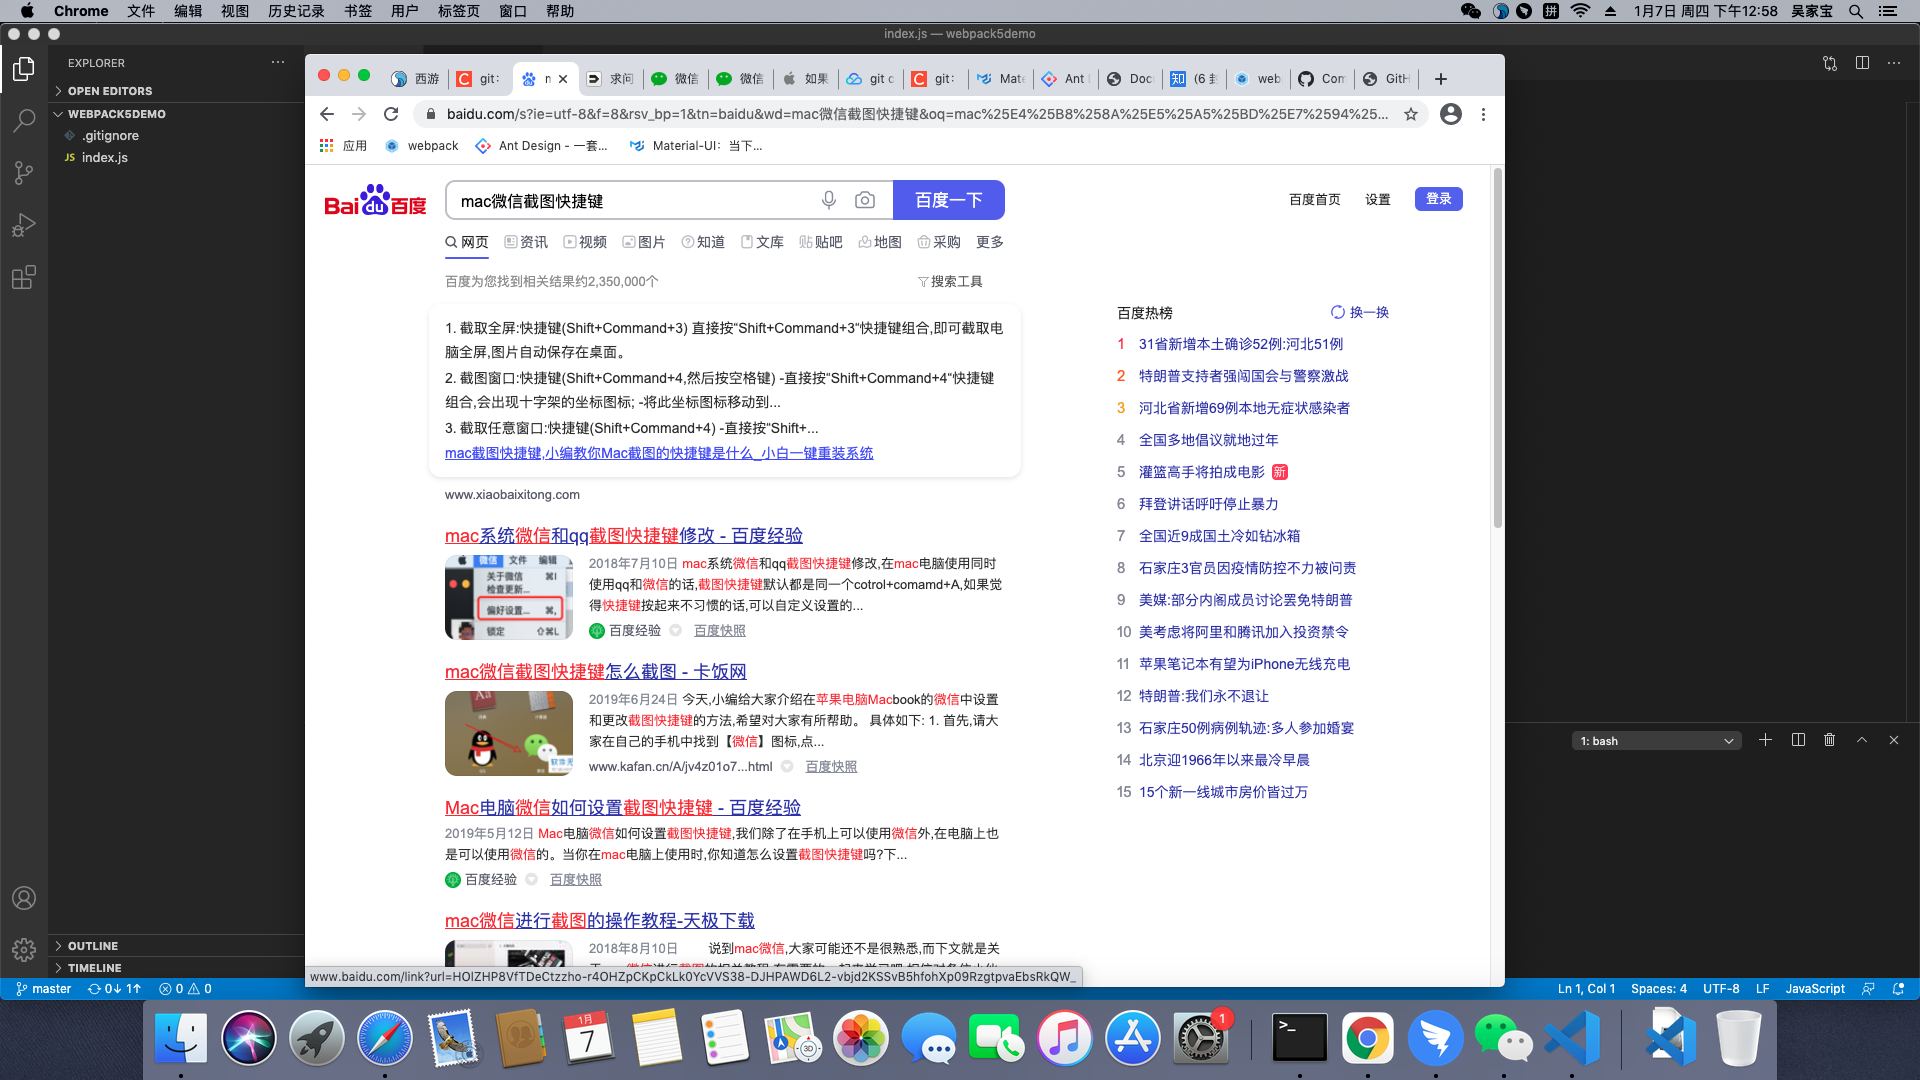 Chrome 文件 编辑 视图 历史记录 书签 用户 标签页 窗口 帮助
拼 1月7日 周四 下午12:58 吴家宝
index.js — webpack5demo
EXPLORER
OPEN EDITORS
WEBPACK5DEMO
.gitignore
JS index.js
西游 git: 求问 微信 微信 如果 git c git: Mate Ant Doc 知 (6 封 web Com GitH
baidu.com/s?ie=utf-8&f=8&rsv_bp=1&tn=baidu&wd=mac微信截图快捷键&oq=mac%25E4%25B8%258A%25E5%25A5%25BD%25E7%2594%25...
应用 webpack Ant Design - 一套... Material-UI：当下...
Bai du 百度 mac微信截图快捷键 百度一下
百度首页 设置 登录
网页 资讯 视频 图片 知道 文库 贴吧 地图 采购 更多
百度为您找到相关结果约2,350,000个 搜索工具
1. 截取全屏:快捷键(Shift+Command+3) 直接按“Shift+Command+3“快捷键组合,即可截取电
脑全屏,图片自动保存在桌面。
2. 截图窗口:快捷键(Shift+Command+4,然后按空格键) -直接按“Shift+Command+4“快捷键
组合,会出现十字架的坐标图标; -将此坐标图标移动到...
3. 截取任意窗口:快捷键(Shift+Command+4) -直接按“Shift+...
mac截图快捷键,小编教你Mac截图的快捷键是什么_小白一键重装系统
www.xiaobaixitong.com
mac系统微信和qq截图快捷键修改 - 百度经验
微信 文件 编辑
关于微信 ⌘I
检查更新...
偏好设置... ⌘,
锁定 ⇧⌘L
2018年7月10日 mac系统微信和qq截图快捷键修改,在mac电脑使用同时
使用qq和微信的话,截图快捷键默认都是同一个cotrol+comamd+A,如果觉
得快捷键按起来不习惯的话,可以自定义设置的...
百度经验 百度快照
mac微信截图快捷键怎么截图 - 卡饭网
2019年6月24日 今天,小编给大家介绍在苹果电脑Macbook的微信中设置
和更改截图快捷键的方法,希望对大家有所帮助。 具体如下: 1. 首先,请大
家在自己的手机中找到【微信】图标,点...
www.kafan.cn/A/jv4z01o7...html 百度快照
Mac电脑微信如何设置截图快捷键 - 百度经验
2019年5月12日 Mac电脑微信如何设置截图快捷键,我们除了在手机上可以使用微信外,在电脑上也
是可以使用微信的。当你在mac电脑上使用时,你知道怎么设置截图快捷键吗?下...
百度经验 百度快照
mac微信进行截图的操作教程-天极下载
2018年8月10日 说到mac微信,大家可能还不是很熟悉,而下文就是关
百度热榜 换一换
1 31省新增本土确诊52例:河北51例
2 特朗普支持者强闯国会与警察激战
3 河北省新增69例本地无症状感染者
4 全国多地倡议就地过年
5 灌篮高手将拍成电影 新
6 拜登讲话呼吁停止暴力
7 全国近9成国土冷如钻冰箱
8 石家庄3官员因疫情防控不力被问责
9 美媒:部分内阁成员讨论罢免特朗普
10 美考虑将阿里和腾讯加入投资禁令
11 苹果笔记本有望为iPhone无线充电
12 特朗普:我们永不退让
13 石家庄50例病例轨迹:多人参加婚宴
14 北京迎1966年以来最冷早晨
15 15个新一线城市房价皆过万
1: bash
OUTLINE
TIMELINE
www.baidu.com/link?url=HOlZHP8VfTDeCtzzho-r4OHZpCKpCkLk0YcVVS38-DJHPAWD6L2-vbjd2KSSvB5hfohXp09RzgtpvaEbsRkQW_
master 0↓ 1↑ 0 0 Ln 1, Col 1 Spaces: 4 UTF-8 LF JavaScript
1月 7 3D 1